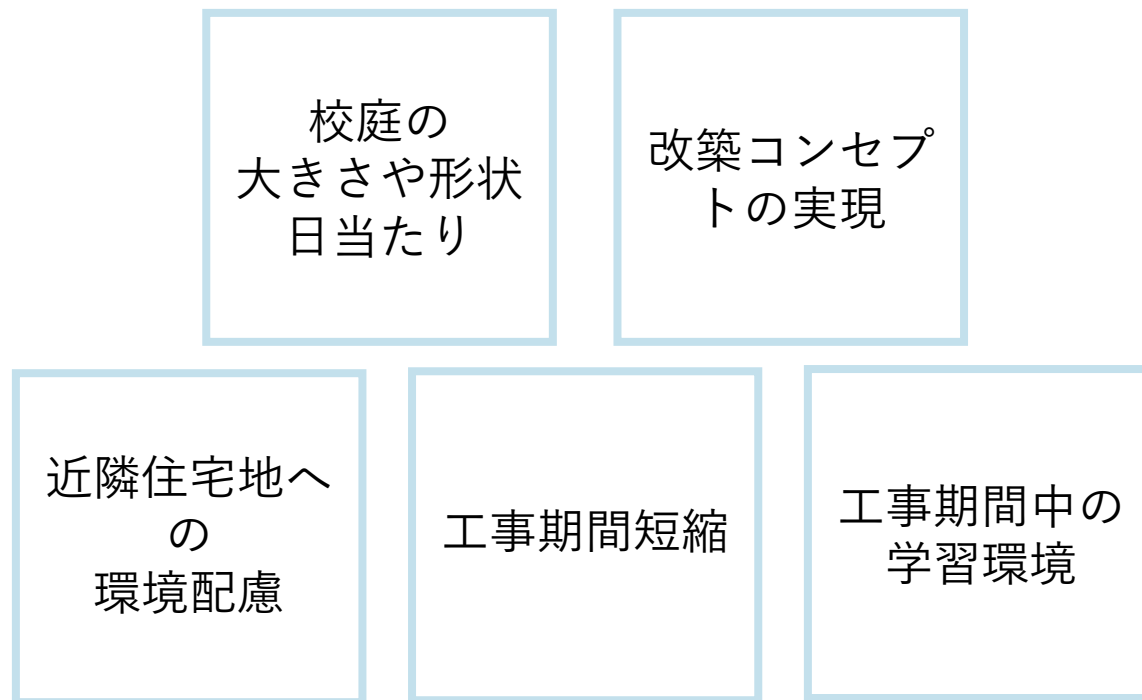 校庭の
大きさや形状
日当たり
改築コンセプ
トの実現
近隣住宅地へ
の
環境配慮
工事期間短縮
工事期間中の
学習環境